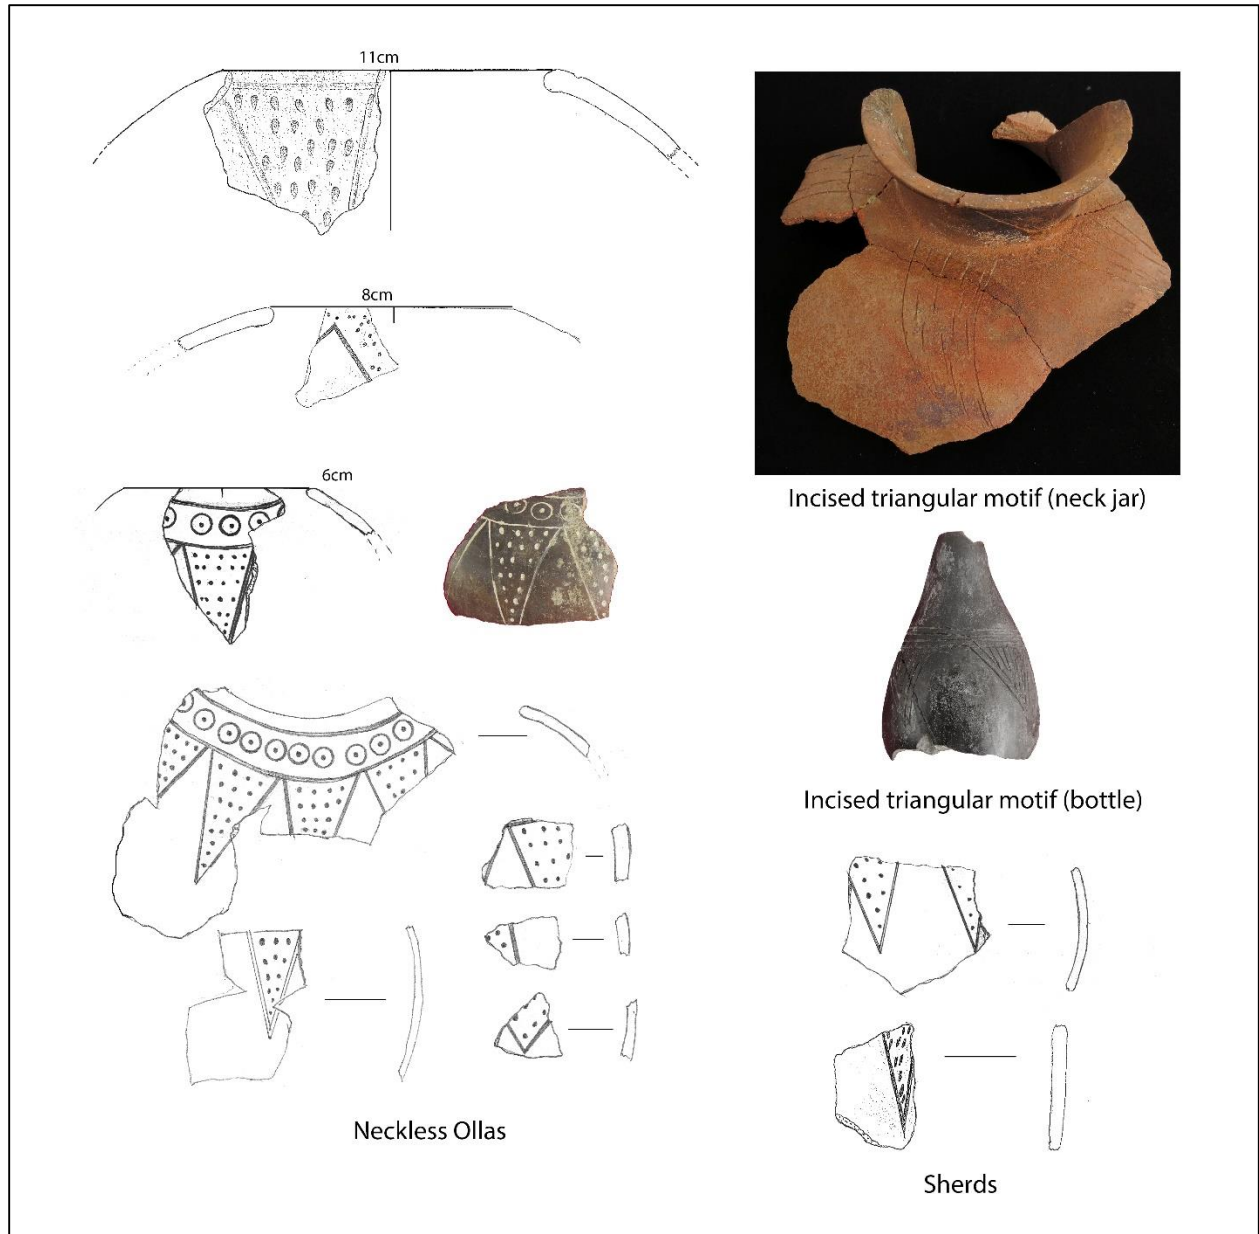 11cm
8cm
6cm
Incised triangular motif (neck jar)
Incised triangular motif (bottle)
Neckless Ollas
Sherds